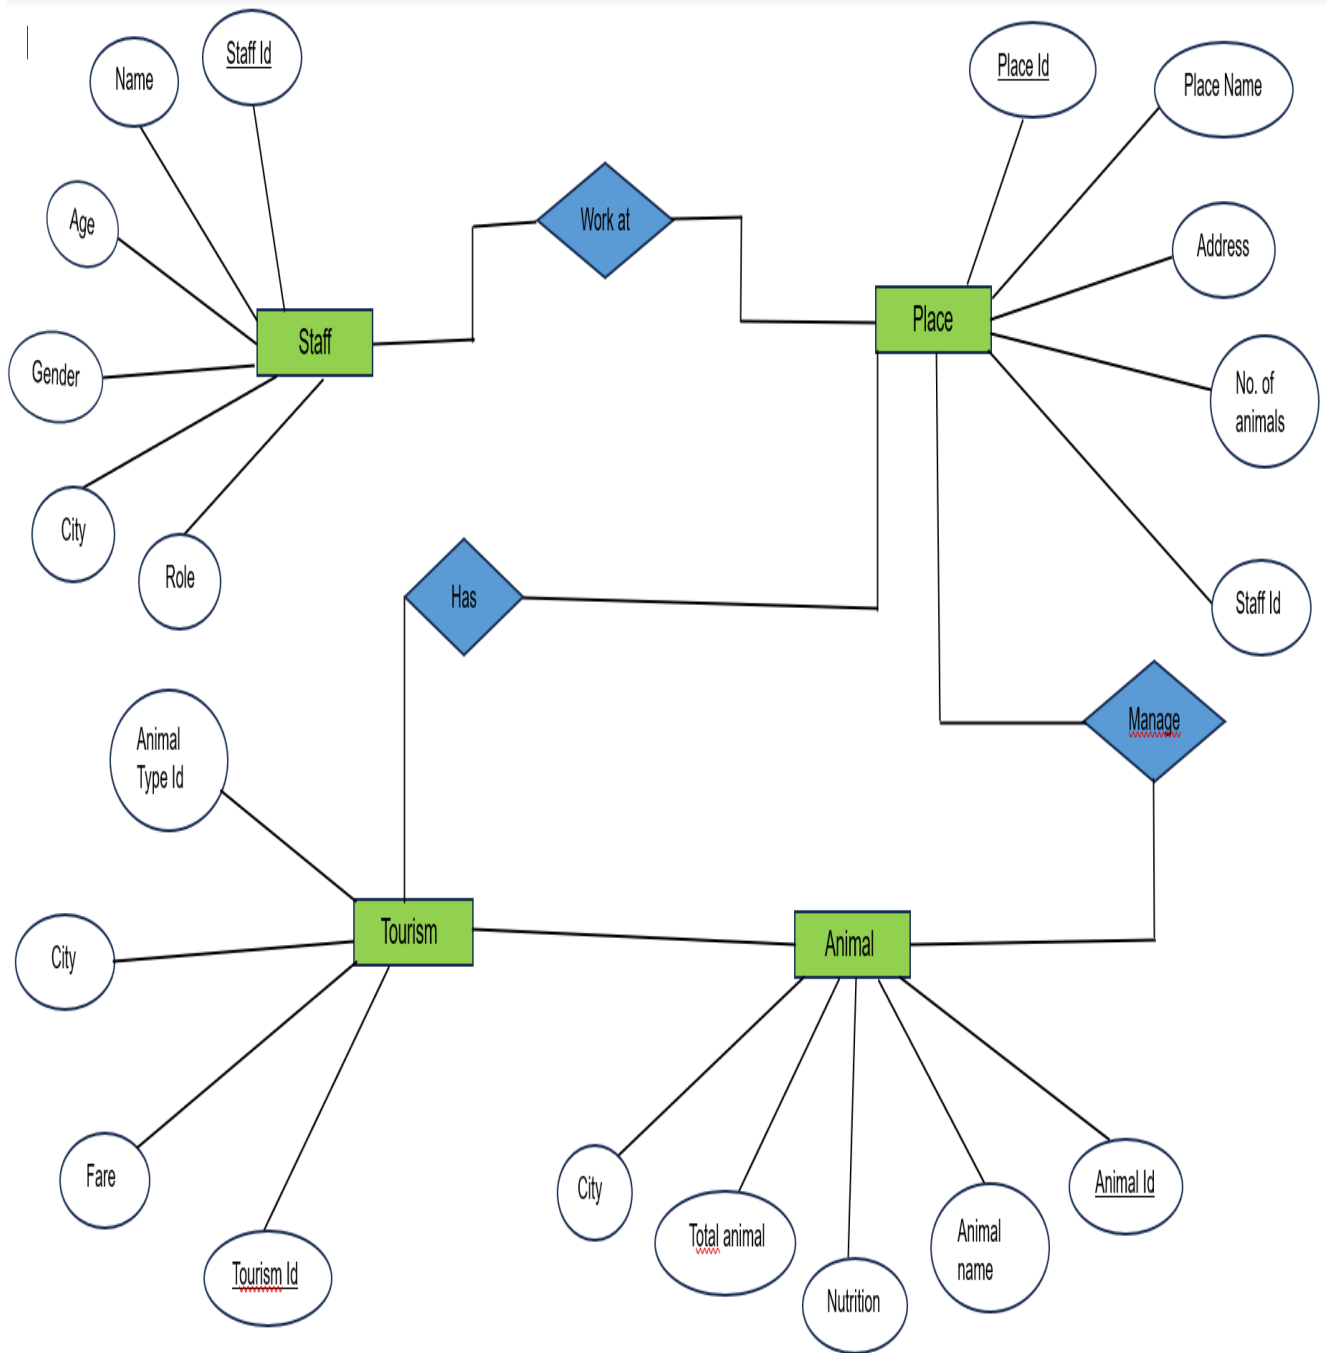 Staff Id
Name
Place Id
Place Name
Age
Work at
Address
Staff
Place
Gender
No. of
animals
City
Role
Has
Staff Id
Manage
Animal
Type Id
Tourism
Animal
City
Fare
City
Total animal
Animal
name
Animal Id
Tourism Id
Nutrition